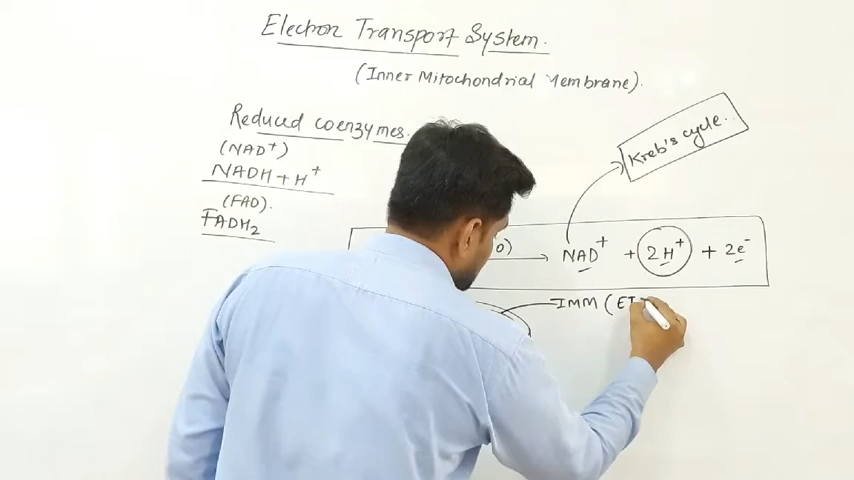 Electron Transport System.
(Inner Mitochondrial Membrane).
Reduced coenzymes.
(NAD⁺)
NADH + H⁺
(FAD).
FADH₂
Kreb's cycle..
NAD⁺ + 2H⁺ + 2e⁻
IMM (ET